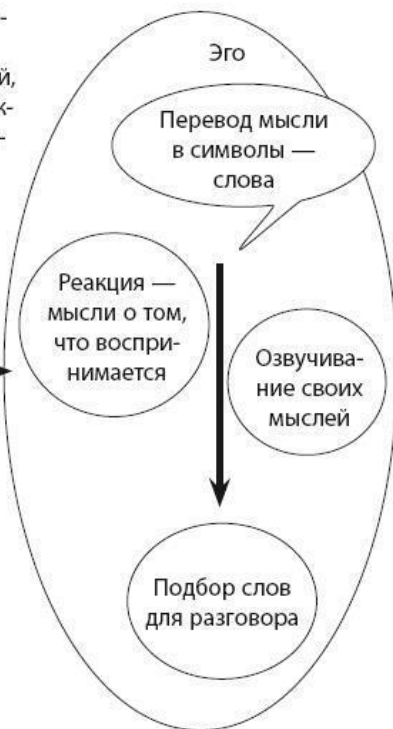 Эго
Перевод мысли
в символы —
слова
Реакция —
мысли о том,
что воспри-
нимается
Озвучива-
ние своих
мыслей
Подбор слов
для разговора